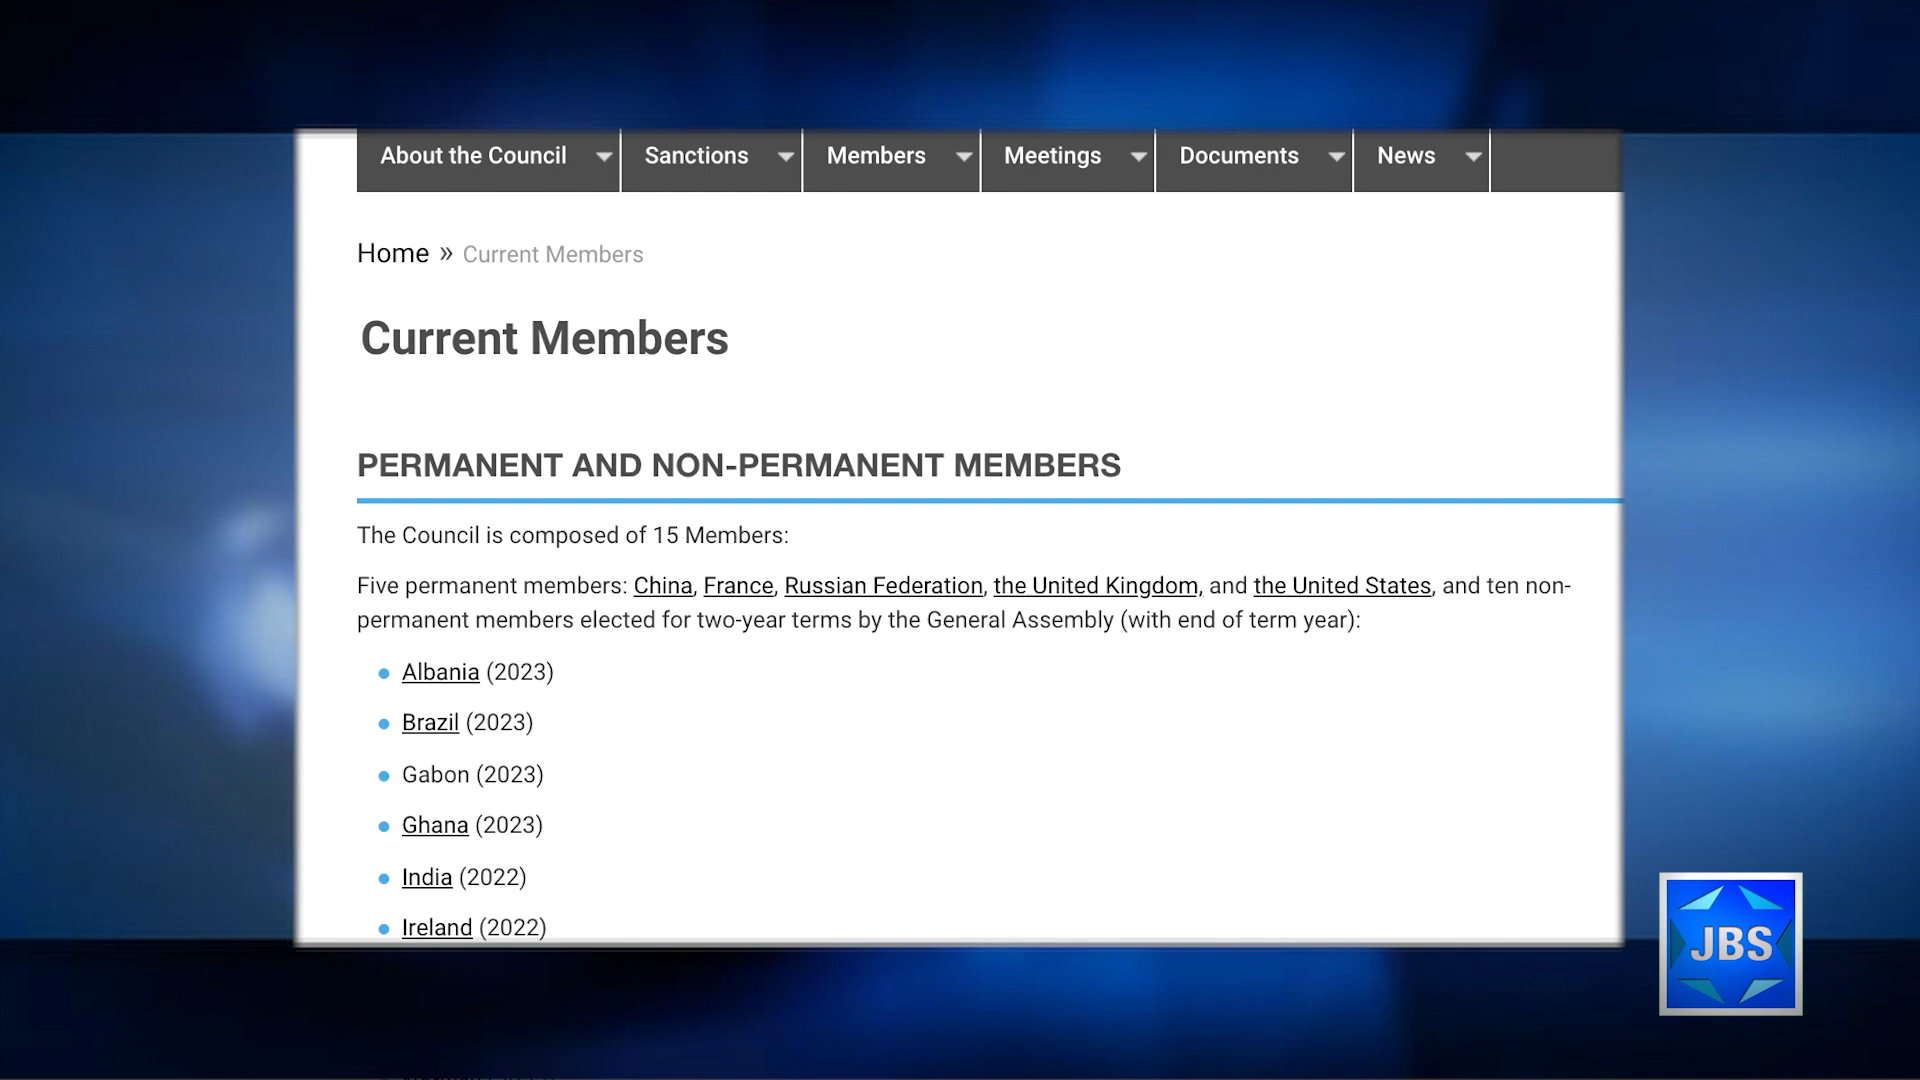 About the Council Sanctions Members Meetings Documents News
Home » Current Members
Current Members
PERMANENT AND NON-PERMANENT MEMBERS
The Council is composed of 15 Members:
Five permanent members: China, France, Russian Federation, the United Kingdom, and the United States, and ten non-
permanent members elected for two-year terms by the General Assembly (with end of term year):
Albania (2023)
Brazil (2023)
Gabon (2023)
Ghana (2023)
India (2022)
Ireland (2022)
JBS